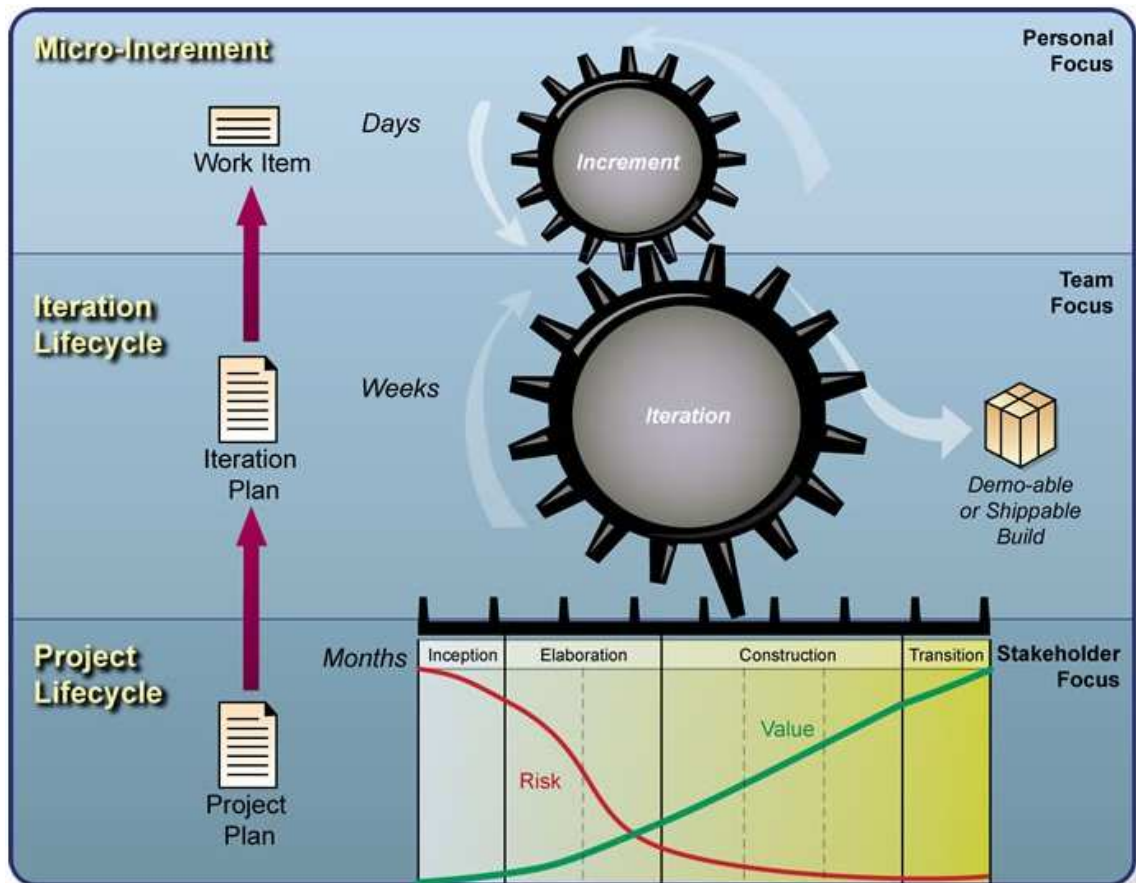 Micro-Increment
Personal
Focus
Days
Work Item
Increment
Iteration
Lifecycle
Team
Focus
Weeks
Iteration
Iteration
Plan
Demo-able
or Shippable
Build
Project
Lifecycle
Months
Inception
Elaboration
Construction
Transition
Stakeholder
Focus
Value
Risk
Project
Plan